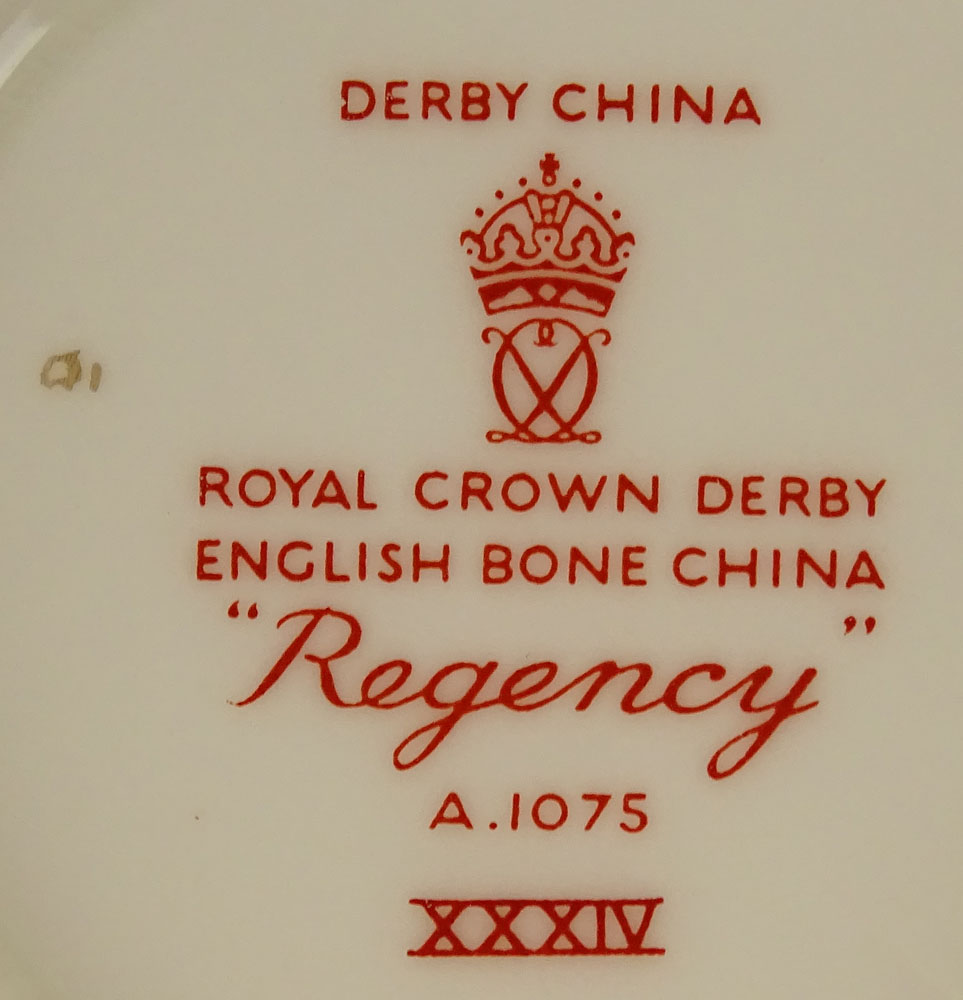 DERBY CHINA
ROYAL CROWN DERBY
ENGLISH BONE CHINA
“Regency”
A.1075
XXXIV